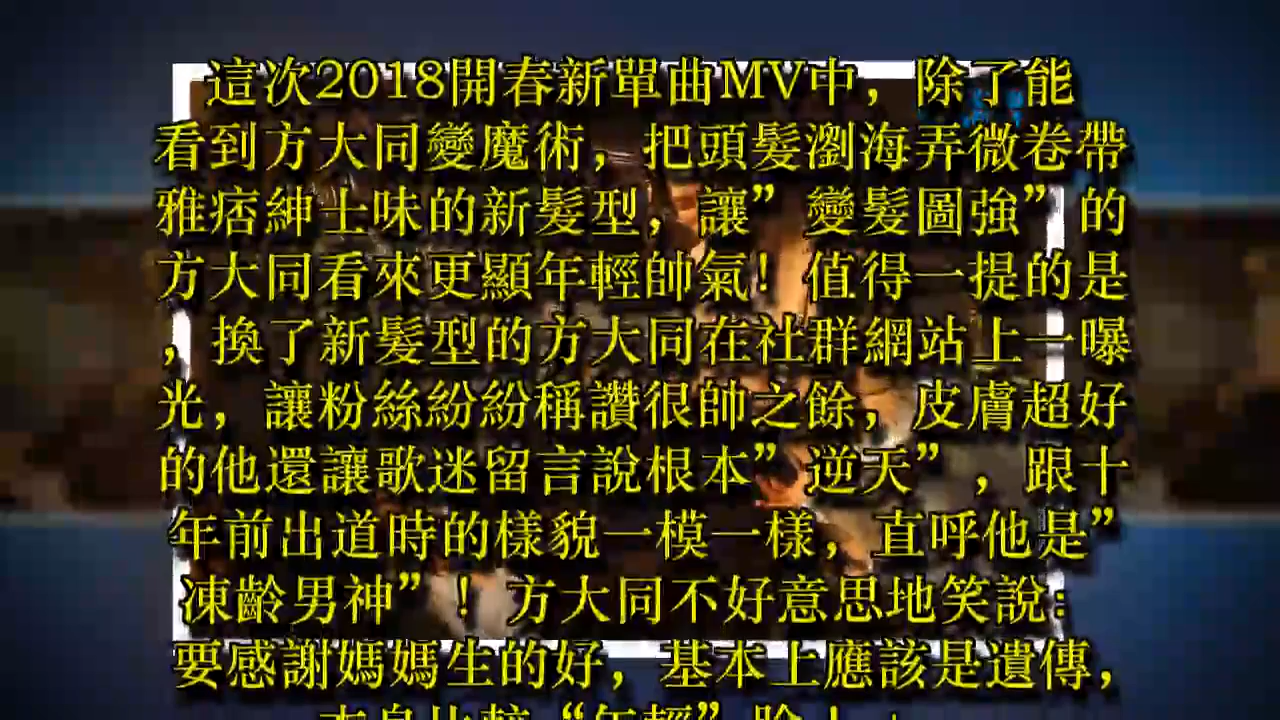 這次2018開春新單曲MV中，除了能
看到方大同變魔術，把頭髮瀏海弄微卷帶
雅痞紳士味的新髮型，讓”變髮圖強”的
方大同看來更顯年輕帥氣！值得一提的是
，換了新髮型的方大同在社群網站上一曝
光，讓粉絲紛紛稱讚很帥之餘，皮膚超好
的他還讓歌迷留言說根本”逆天”，跟十
年前出道時的樣貌一模一樣，直呼他是”
凍齡男神”！方大同不好意思地笑說：
要感謝媽媽生的好，基本上應該是遺傳，